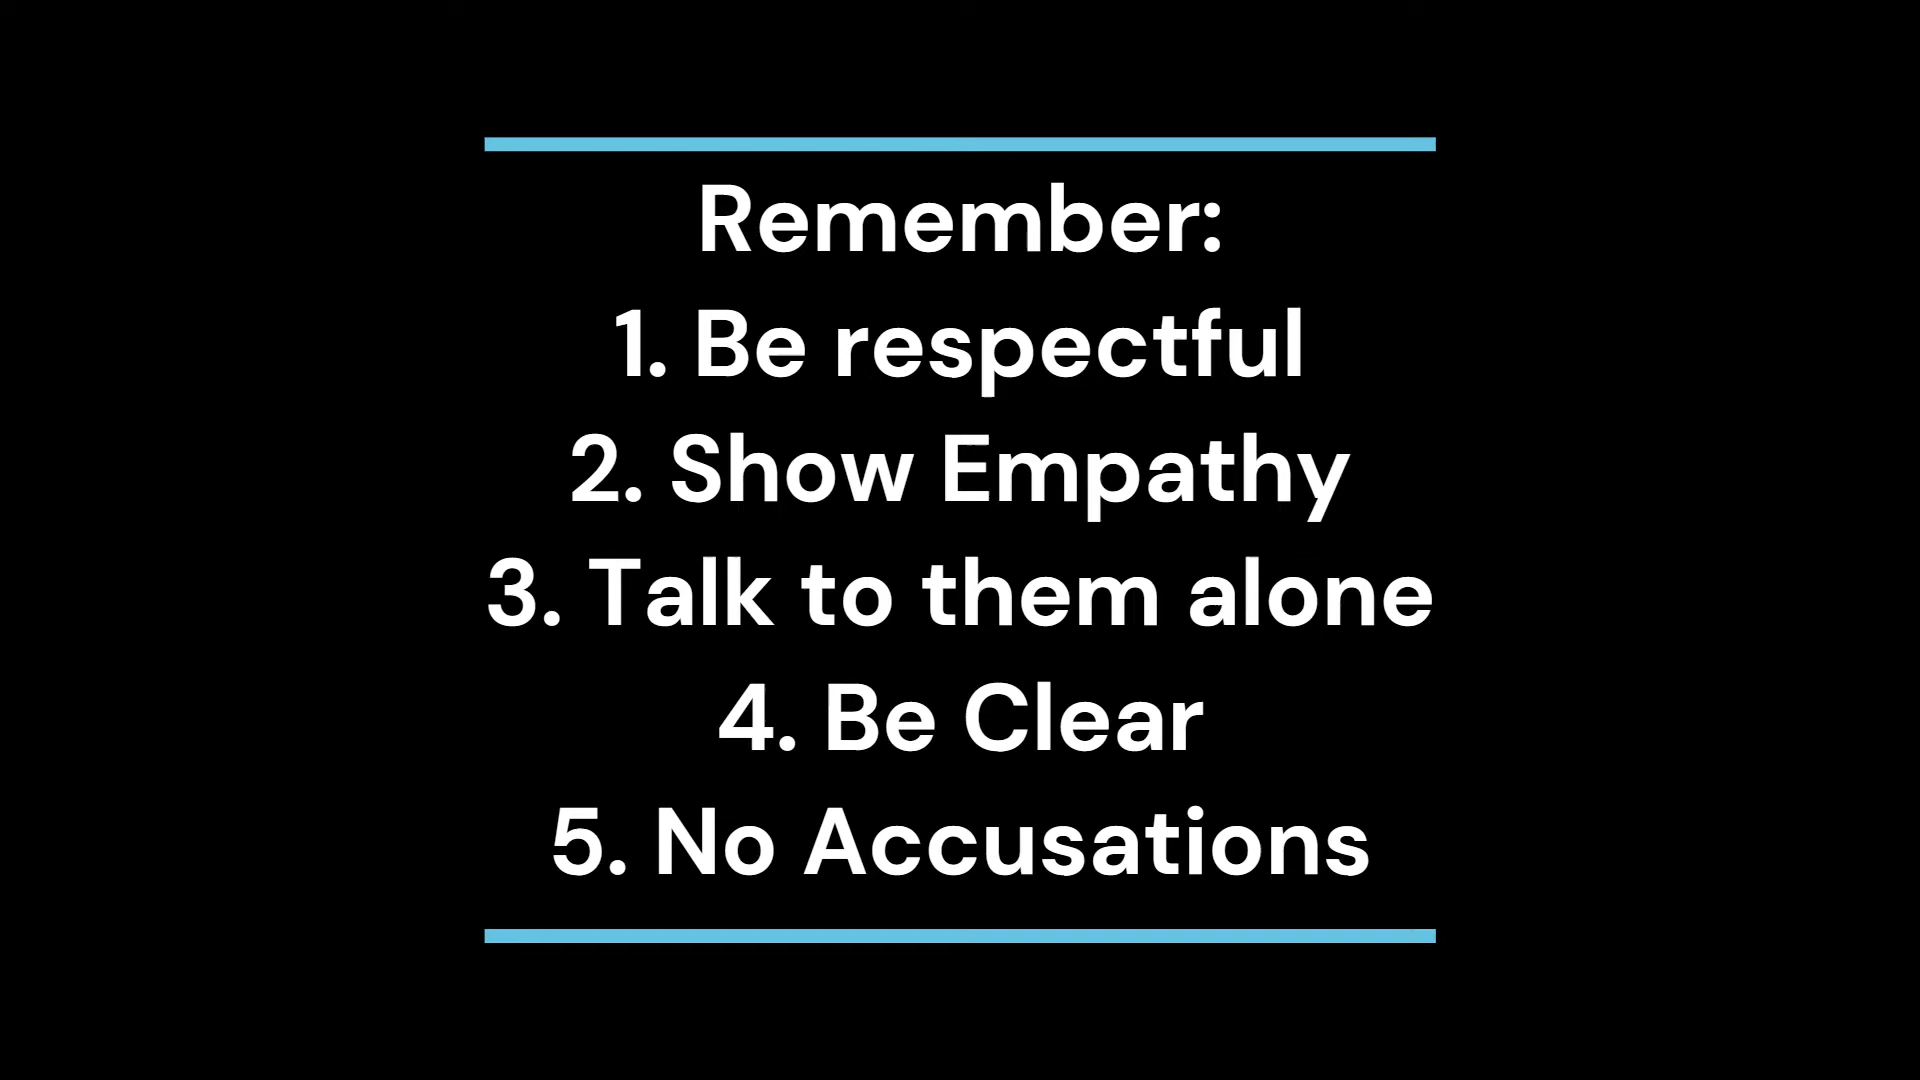 Remember:
1. Be respectful
2. Show Empathy
3. Talk to them alone
4. Be Clear
5. No Accusations